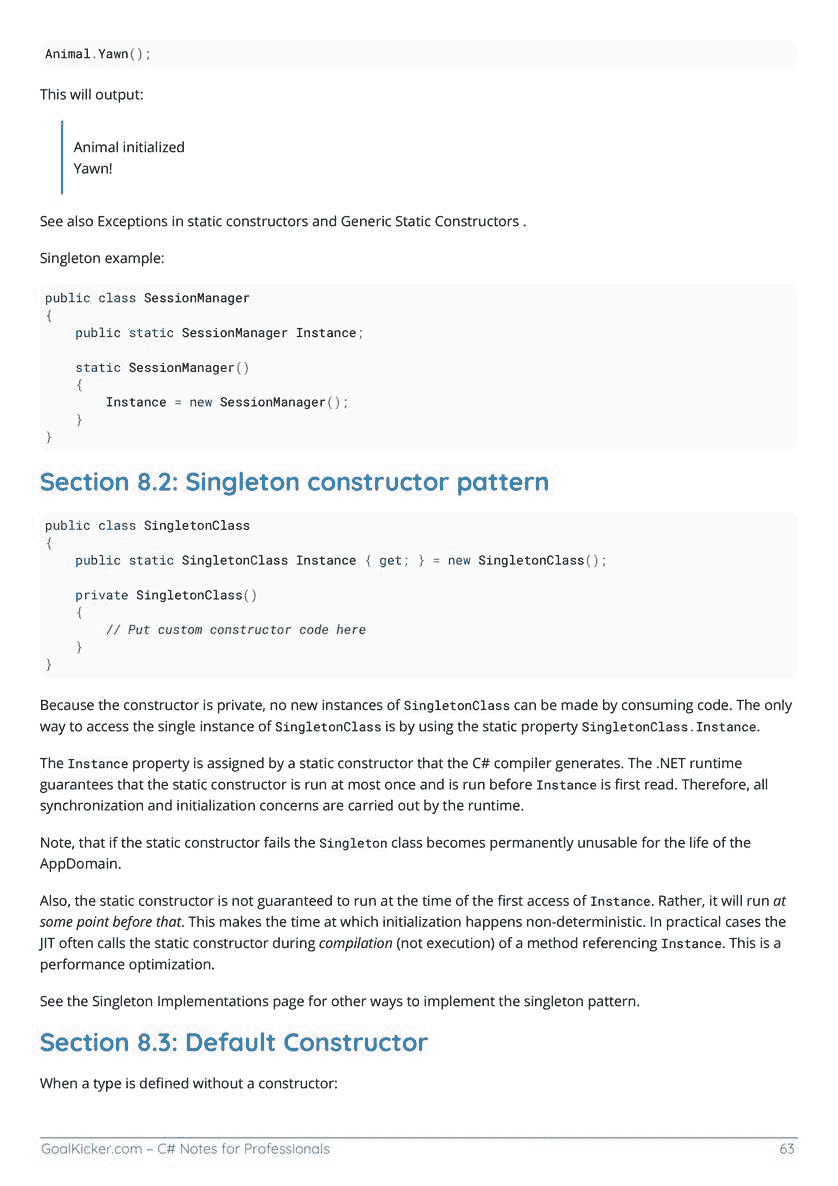 Animal.Yawn();
This will output:
Animal initialized
Yawn!
See also Exceptions in static constructors and Generic Static Constructors .
Singleton example:
public class SessionManager
{
    public static SessionManager Instance;
    static SessionManager()
    {
        Instance = new SessionManager();
    }
}
Section 8.2: Singleton constructor pattern
public class SingletonClass
{
    public static SingletonClass Instance { get; } = new SingletonClass();
    private SingletonClass()
    {
        // Put custom constructor code here
    }
}
Because the constructor is private, no new instances of SingletonClass can be made by consuming code. The only
way to access the single instance of SingletonClass is by using the static property SingletonClass.Instance.
The Instance property is assigned by a static constructor that the C# compiler generates. The .NET runtime
guarantees that the static constructor is run at most once and is run before Instance is first read. Therefore, all
synchronization and initialization concerns are carried out by the runtime.
Note, that if the static constructor fails the Singleton class becomes permanently unusable for the life of the
AppDomain.
Also, the static constructor is not guaranteed to run at the time of the first access of Instance. Rather, it will run at
some point before that. This makes the time at which initialization happens non-deterministic. In practical cases the
JIT often calls the static constructor during compilation (not execution) of a method referencing Instance. This is a
performance optimization.
See the Singleton Implementations page for other ways to implement the singleton pattern.
Section 8.3: Default Constructor
When a type is defined without a constructor:
GoalKicker.com – C# Notes for Professionals 63